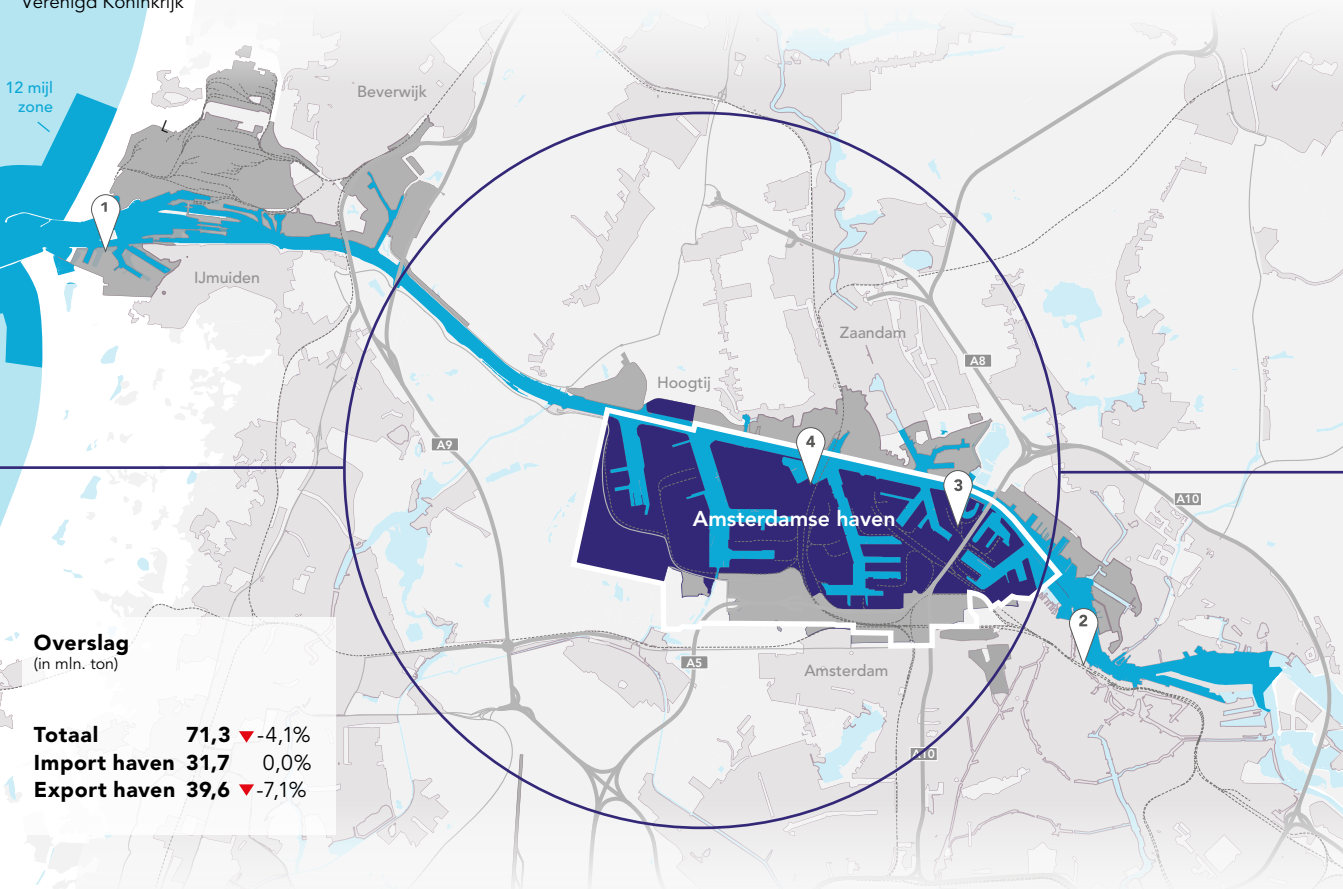 Verenigd Koninkrijk
12 mijl
zone
Beverwijk
1
IJmuiden
Zaandam
A8
Hoogtij
A9
4
3
A10
Amsterdamse haven
2
A5
Amsterdam
A10
Overslag
(in mln. ton)
Totaal 71,3 ▼-4,1%
Import haven 31,7 0,0%
Export haven 39,6 ▼-7,1%